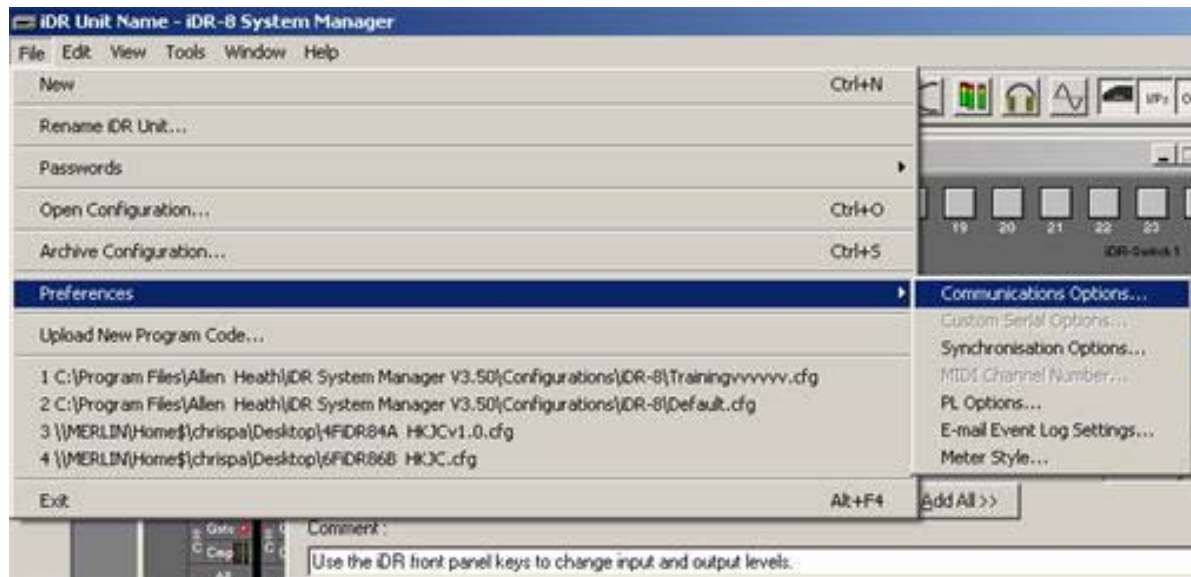 iDR Unit Name - iDR-8 System Manager
File Edit View Tools Window Help
New Ctrl+N
Rename iDR Unit...
Passwords
Open Configuration... Ctrl+O
19 20 21 22 23
Archive Configuration... Ctrl+S
iDR-Switch 1
Preferences
Communications Options...
Custom Serial Options...
Synchronisation Options...
MIDI Channel Number...
PL Options...
E-mail Event Log Settings...
Meter Style...
Upload New Program Code...
1 C:\Program Files\Allen Heath\iDR System Manager V3.50\Configurations\iDR-8\Trainingvvvvvv.cfg
2 C:\Program Files\Allen Heath\iDR System Manager V3.50\Configurations\iDR-8\Default.cfg
3 \\MERLIN\Home$\chrispa\Desktop\4FiDR84A HKJCv1.0.cfg
4 \\MERLIN\Home$\chrispa\Desktop\6FiDR86B HKJC.cfg
Exit Alt+F4
Add All >>
Gate
Comment :
Use the iDR front panel keys to change input and output levels.